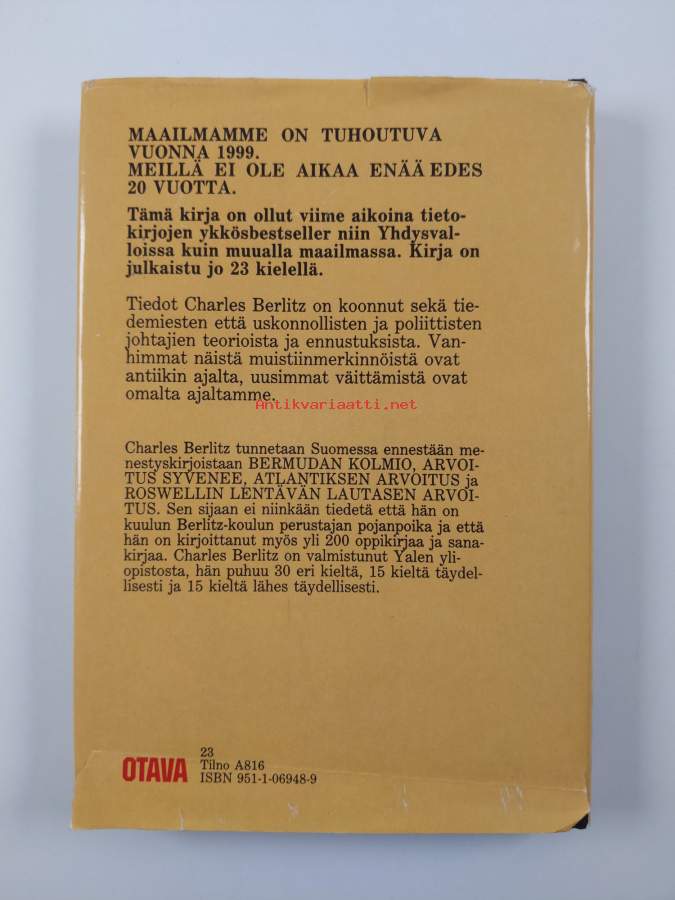 MAAILMAMME ON TUHOUTUVA
VUONNA 1999.
MEILLÄ EI OLE AIKAA ENÄÄ EDES
20 VUOTTA.
Tämä kirja on ollut viime aikoina tieto-
kirjojen ykkösbestseller niin Yhdysval-
loissa kuin muualla maailmassa. Kirja on
julkaistu jo 23 kielellä.
Tiedot Charles Berlitz on koonnut sekä tie-
demiesten että uskonnollisten ja poliittisten
johtajien teorioista ja ennustuksista. Van-
himmat näistä muistiinmerkinnöistä ovat
antiikin ajalta, uusimmat väittämistä ovat
omalta ajaltamme.
Antikvariaatti.net
Charles Berlitz tunnetaan Suomessa ennestään me-
nestyskirjoistaan BERMUDAN KOLMIO, ARVOI-
TUS SYVENEE, ATLANTIKSEN ARVOITUS ja
ROSWELLIN LENTÄVÄN LAUTASEN ARVOI-
TUS. Sen sijaan ei niinkään tiedetä että hän on
kuulun Berlitz-koulun perustajan pojanpoika ja että
hän on kirjoittanut myös yli 200 oppikirjaa ja sana-
kirjaa. Charles Berlitz on valmistunut Yalen yli-
opistosta, hän puhuu 30 eri kieltä, 15 kieltä täydel-
lisesti ja 15 kieltä lähes täydellisesti.
OTAVA
23
Tilno A816
ISBN 951-1-06948-9